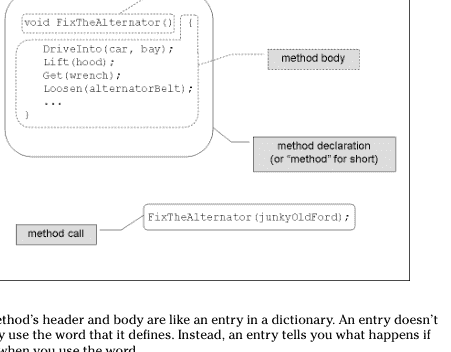 void FixTheAlternator() {
DriveInto(car, bay);
Lift(hood);
Get(wrench);
Loosen(alternatorBelt);
...
}
method body
method declaration
(or “method” for short)
FixTheAlternator(junkyOldFord);
method call
ethod’s header and body are like an entry in a dictionary. An entry doesn’t
y use the word that it defines. Instead, an entry tells you what happens if
when you use the word